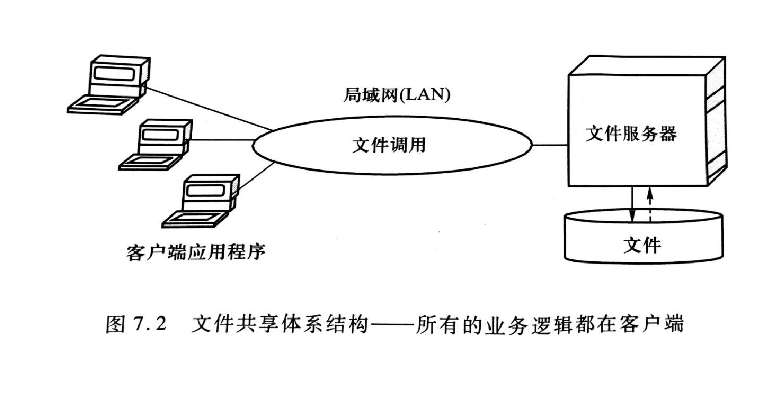 局域网(LAN)
文件调用
文件服务器
文件
客户端应用程序
图 7.2 文件共享体系结构——所有的业务逻辑都在客户端